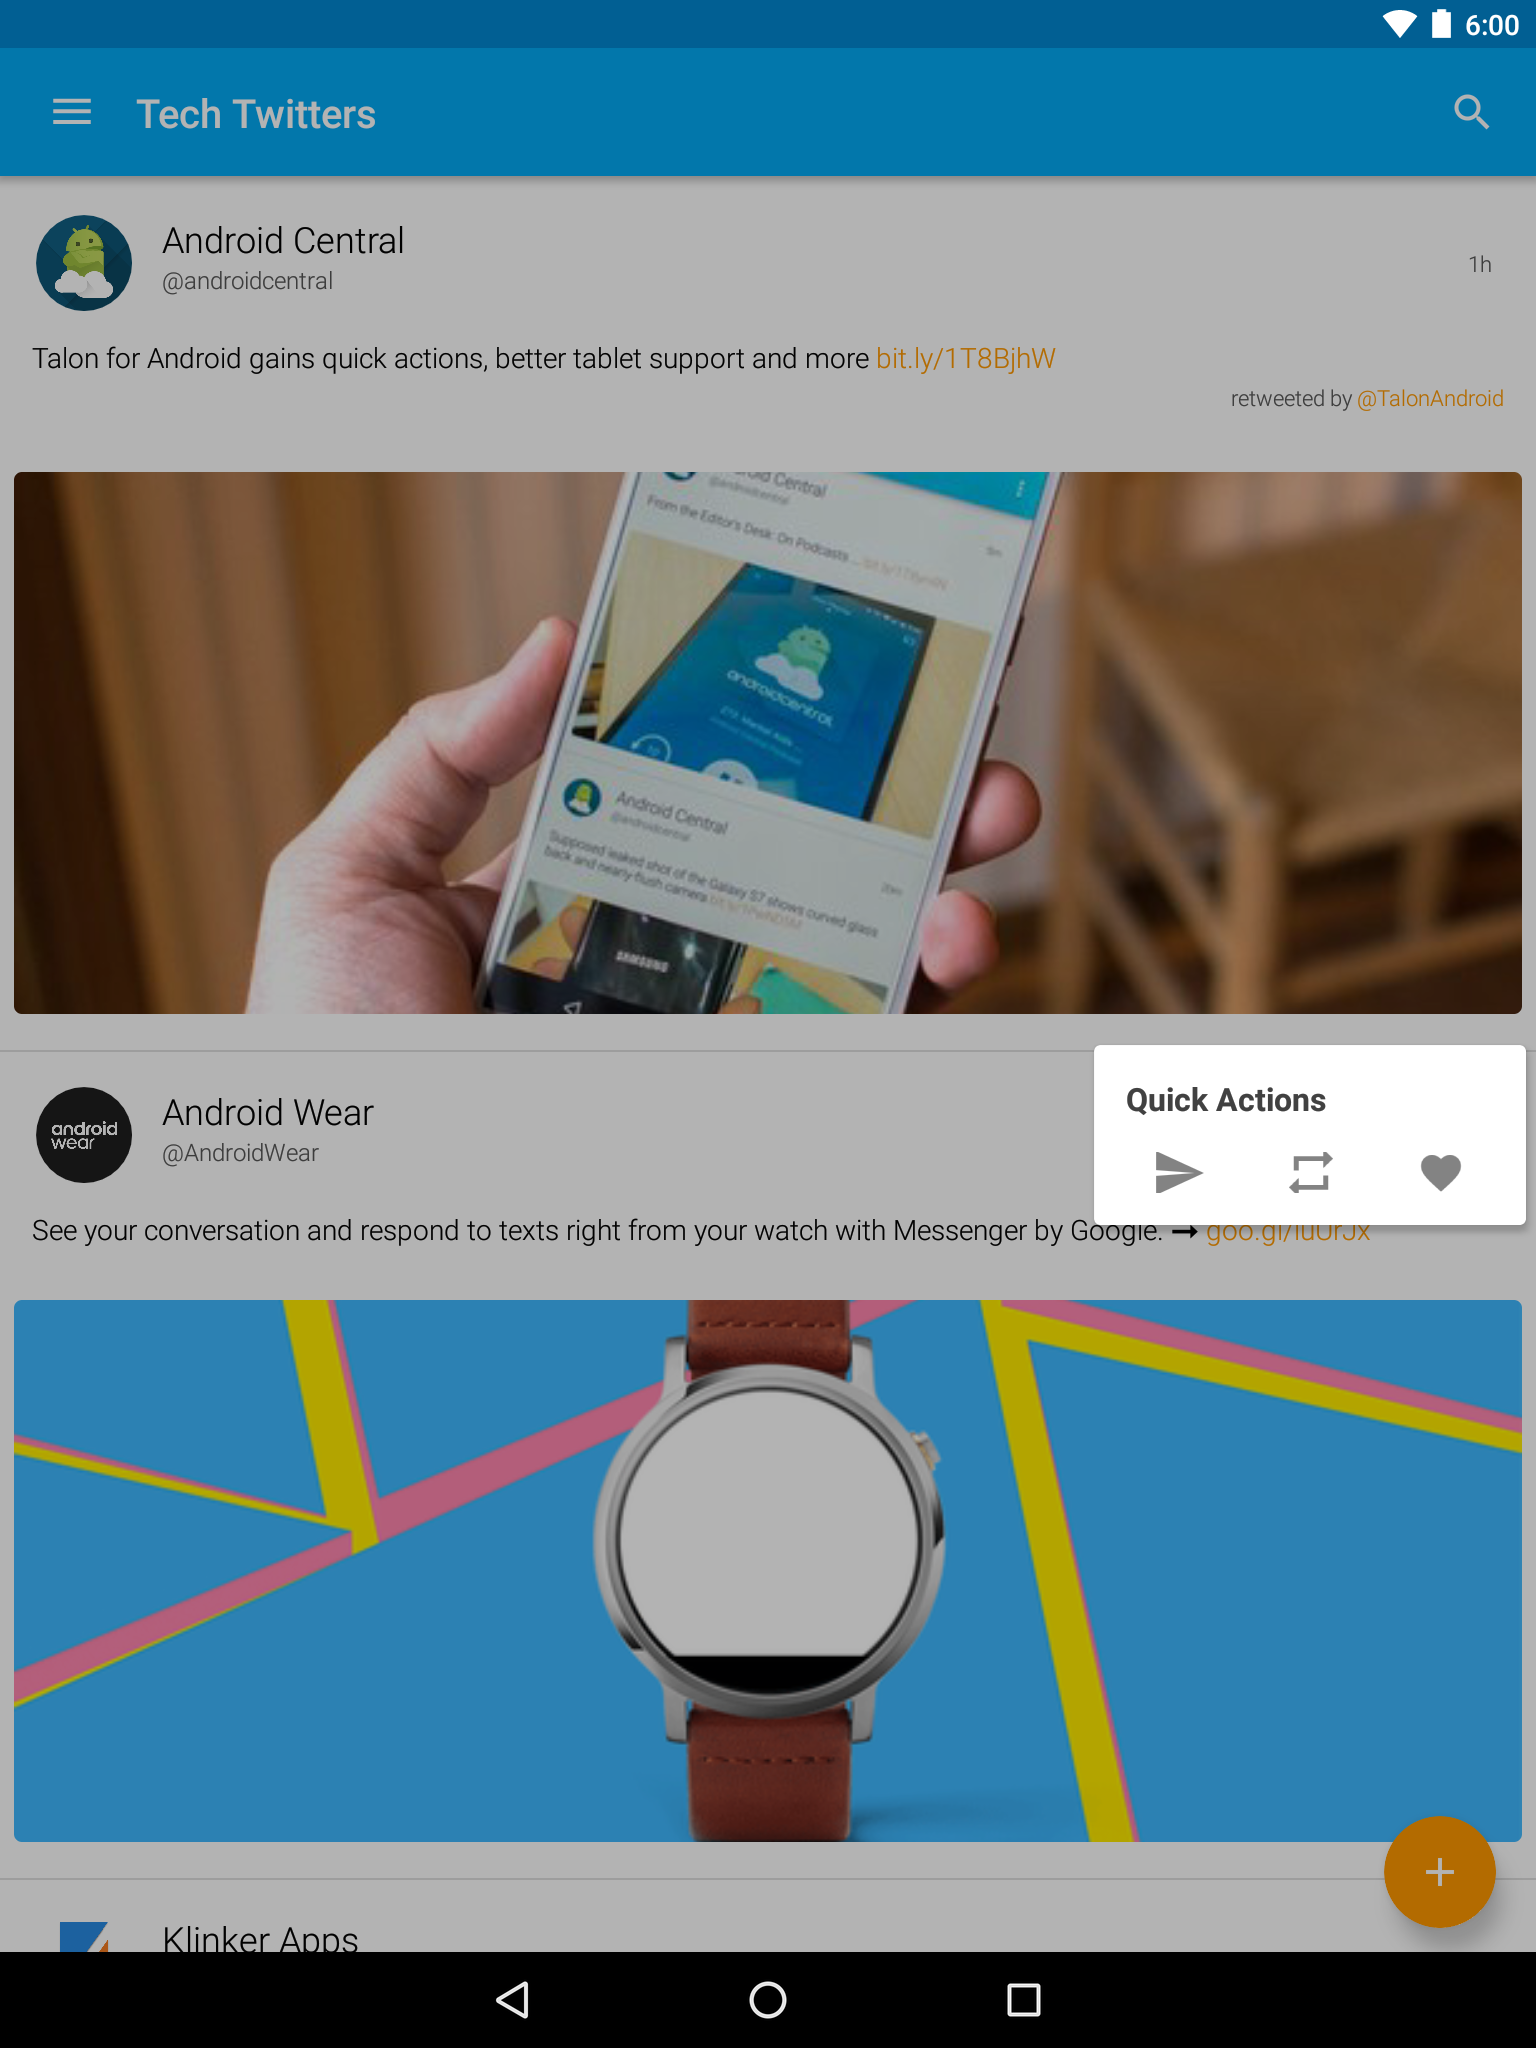 6:00
Tech Twitters
Android Central
@androidcentral
1h
Talon for Android gains quick actions, better tablet support and more bit.ly/1T8BjhW
retweeted by @TalonAndroid
Android Central
@androidcentral
From the Editor's Desk: On Podcasts ...
9m
androidcentral
10
Android Central
@androidcentral
20m
Supposed leaked shot of the Galaxy S7 shows curved glass
back and nearly-flush camera
SAMSUNG
Quick Actions
android
wear
Android Wear
@AndroidWear
See your conversation and respond to texts right from your watch with Messenger by Google. ➞
Klinker Apps